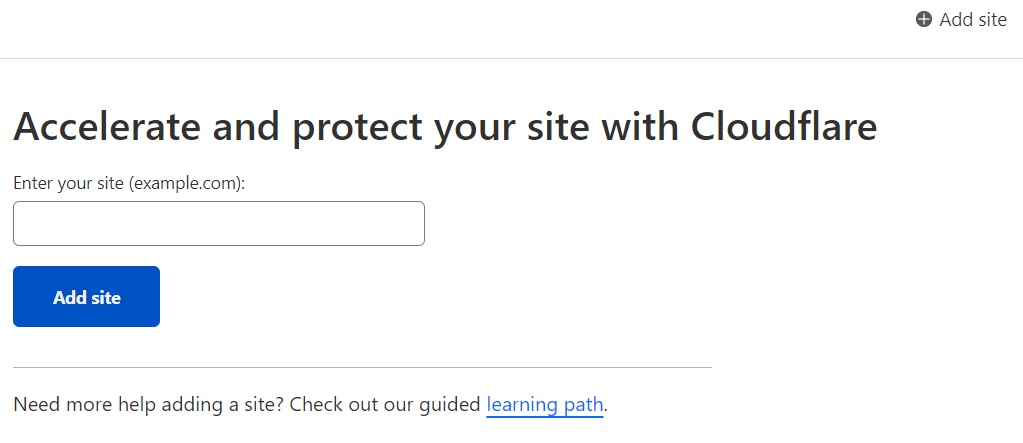 Add site
Accelerate and protect your site with Cloudflare
Enter your site (example.com):
Add site
Need more help adding a site? Check out our guided learning path.